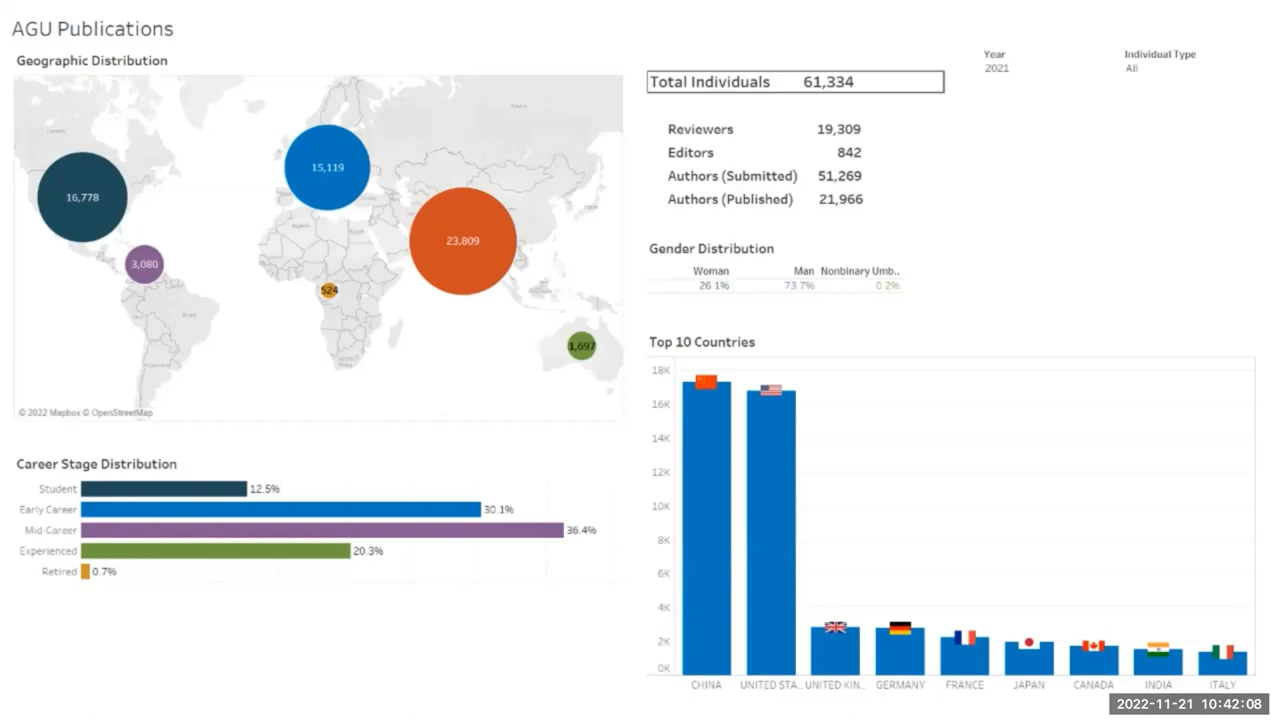 AGU Publications
Geographic Distribution
16,778
15,119
23,809
3,080
524
1,697
© 2022 Mapbox © OpenStreetMap
Career Stage Distribution
Student 12.5%
Early Career 30.1%
Mid-Career 36.4%
Experienced 20.3%
Retired 0.7%
Year
2021
Individual Type
All
Total Individuals 61,334
Reviewers 19,309
Editors 842
Authors (Submitted) 51,269
Authors (Published) 21,966
Gender Distribution
Woman Man Nonbinary Umb..
26.1% 73.7% 0.2%
Top 10 Countries
18K
16K
14K
12K
10K
8K
6K
4K
2K
0K
CHINA UNITED STA.. UNITED KIN.. GERMANY FRANCE JAPAN CANADA INDIA ITALY
2022-11-21 10:42:08